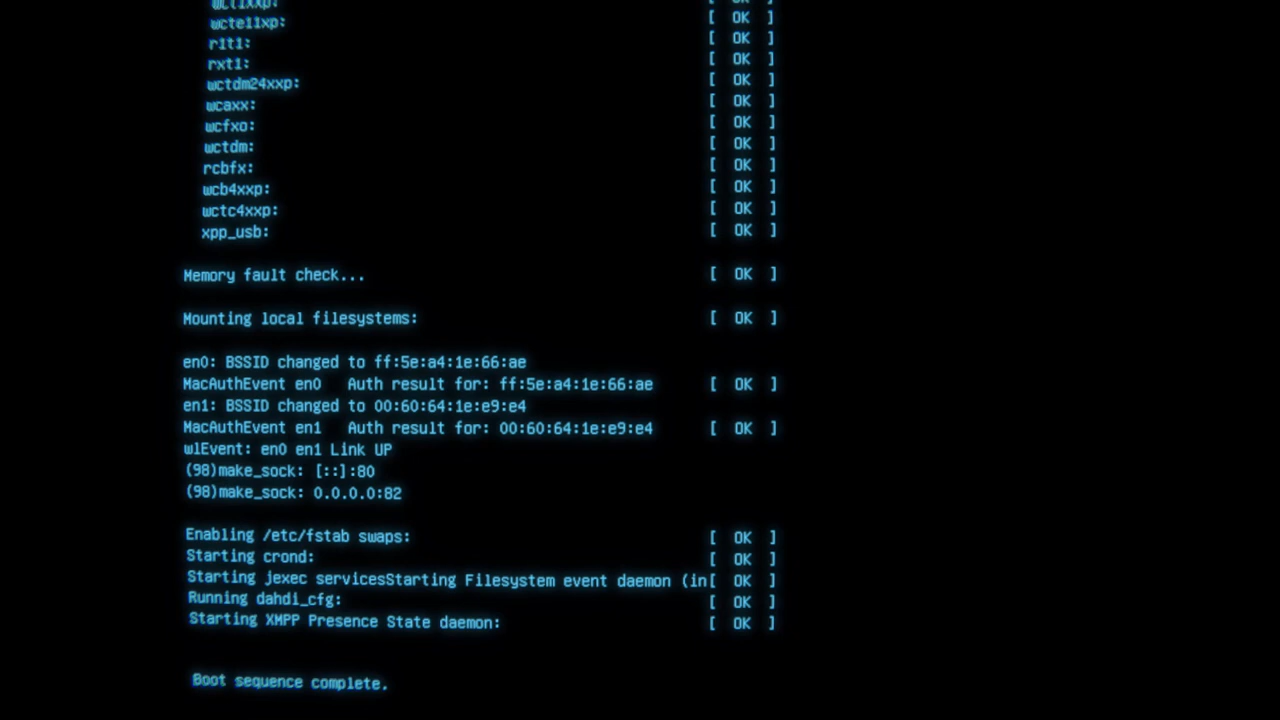 [ OK ]
wcte11xp: [ OK ]
r1t1: [ OK ]
rxt1: [ OK ]
wctdm24xxp: [ OK ]
wcaxx: [ OK ]
wcfxo: [ OK ]
wctdm: [ OK ]
rcbfx: [ OK ]
wcb4xxp: [ OK ]
wctc4xxp: [ OK ]
xpp_usb: [ OK ]
Memory fault check... [ OK ]
Mounting local filesystems: [ OK ]
en0: BSSID changed to ff:5e:a4:1e:66:ae
MacAuthEvent en0 Auth result for: ff:5e:a4:1e:66:ae [ OK ]
en1: BSSID changed to 00:60:64:1e:e9:e4
MacAuthEvent en1 Auth result for: 00:60:64:1e:e9:e4 [ OK ]
wlEvent: en0 en1 Link UP
(98)make_sock: [::]:80
(98)make_sock: 0.0.0.0:82
Enabling /etc/fstab swaps: [ OK ]
Starting crond: [ OK ]
Starting jexec servicesStarting Filesystem event daemon (in[ OK ]
Running dahdi_cfg: [ OK ]
Starting XMPP Presence State daemon: [ OK ]
Boot sequence complete.